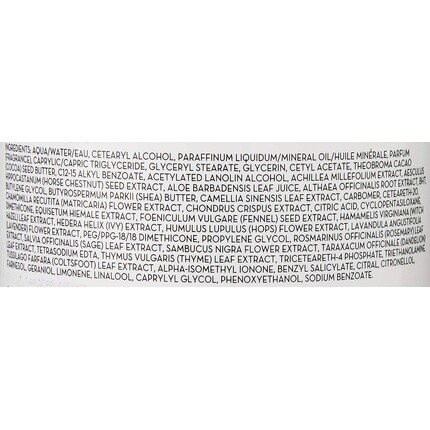 INGREDIENTS: AQUA/WATER/EAU, CETEARYL ALCOHOL, PARAFFINUM LIQUIDUM/MINERAL OIL/HUILE MINÉRALE, PARFUM
(FRAGRANCE), CAPRYLIC/CAPRIC TRIGLYCERIDE, GLYCERYL STEARATE, GLYCERIN, CETYL ACETATE, THEOBROMA CACAO
(COCOA) SEED BUTTER, C12-15 ALKYL BENZOATE, ACETYLATED LANOLIN ALCOHOL, ACHILLEA MILLEFOLIUM EXTRACT, AESCULUS
HIPPOCASTANUM (HORSE CHESTNUT) SEED EXTRACT, ALOE BARBADENSIS LEAF JUICE, ALTHAEA OFFICINALIS ROOT EXTRACT, BHT,
BUTYLENE GLYCOL, BUTYROSPERMUM PARKII (SHEA) BUTTER, CAMELLIA SINENSIS LEAF EXTRACT, CARBOMER, CETEARETH-20,
CHAMOMILLA RECUTITA (MATRICARIA) FLOWER EXTRACT, CHONDRUS CRISPUS EXTRACT, CITRIC ACID, CYCLOPENTASILOXANE,
DIMETHICONE, EQUISETUM HIEMALE EXTRACT, FOENICULUM VULGARE (FENNEL) SEED EXTRACT, HAMAMELIS VIRGINIANA (WITCH
HAZEL) LEAF EXTRACT, HEDERA HELIX (IVY) EXTRACT, HUMULUS LUPULUS (HOPS) FLOWER EXTRACT, LAVANDULA ANGUSTIFOLIA
(LAVENDER) FLOWER EXTRACT, PEG/PPG-18/18 DIMETHICONE, PROPYLENE GLYCOL, ROSMARINUS OFFICINALIS (ROSEMARY) LEAF
EXTRACT, SALVIA OFFICINALIS (SAGE) LEAF EXTRACT, SAMBUCUS NIGRA FLOWER EXTRACT, TARAXACUM OFFICINALE (DANDELION)
LEAF EXTRACT, TETRASODIUM EDTA, THYMUS VULGARIS (THYME) LEAF EXTRACT, TRICETEARETH-4 PHOSPHATE, TRIETHANOLAMINE,
TUSSILAGO FARFARA (COLTSFOOT) LEAF EXTRACT, ALPHA-ISOMETHYL IONONE, BENZYL SALICYLATE, CITRAL, CITRONELLOL,
FARNESOL, GERANIOL, LIMONENE, LINALOOL, CAPRYLYL GLYCOL, PHENOXYETHANOL, SODIUM BENZOATE.